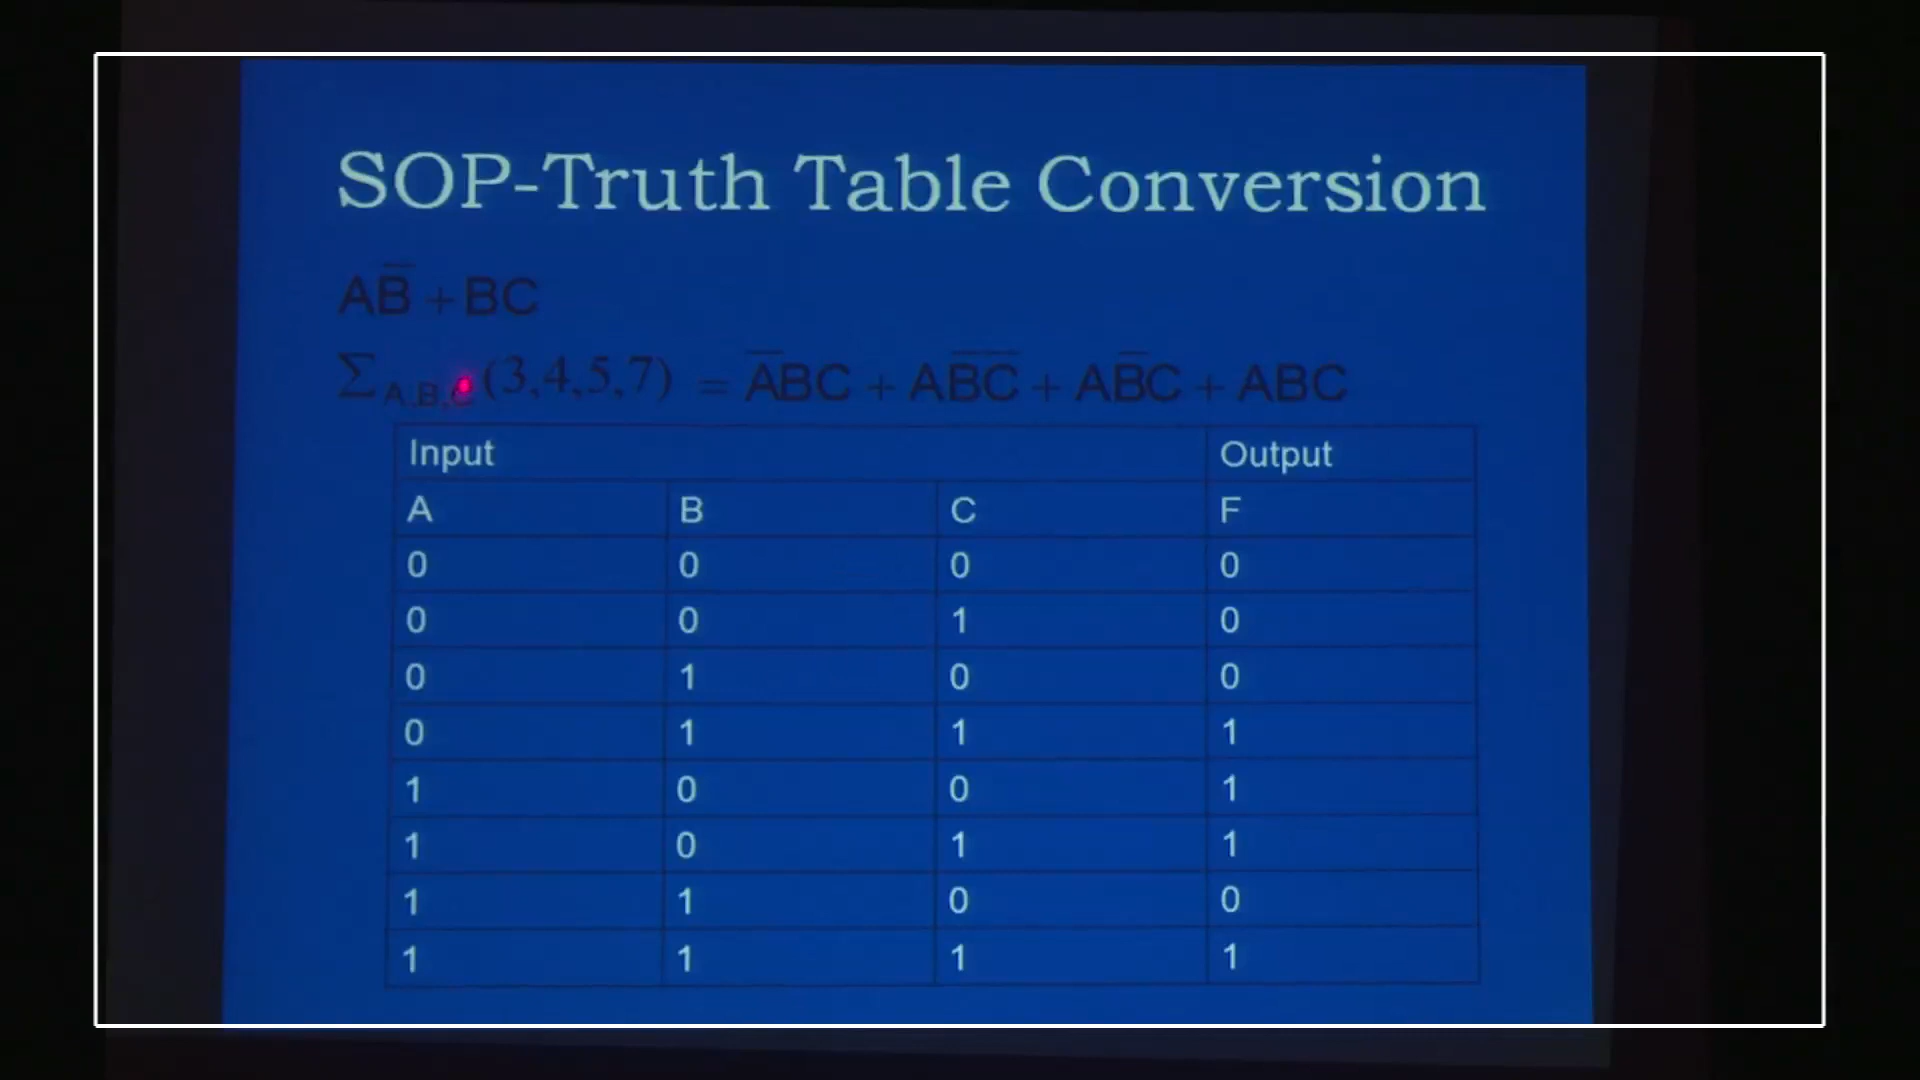 SOP-Truth Table Conversion
AB̅ + BC
Σ A,B,C (3,4,5,7) = A̅BC + AB̅C̅ + AB̅C + ABC
Input Output
A B C F
0 0 0 0
0 0 1 0
0 1 0 0
0 1 1 1
1 0 0 1
1 0 1 1
1 1 0 0
1 1 1 1